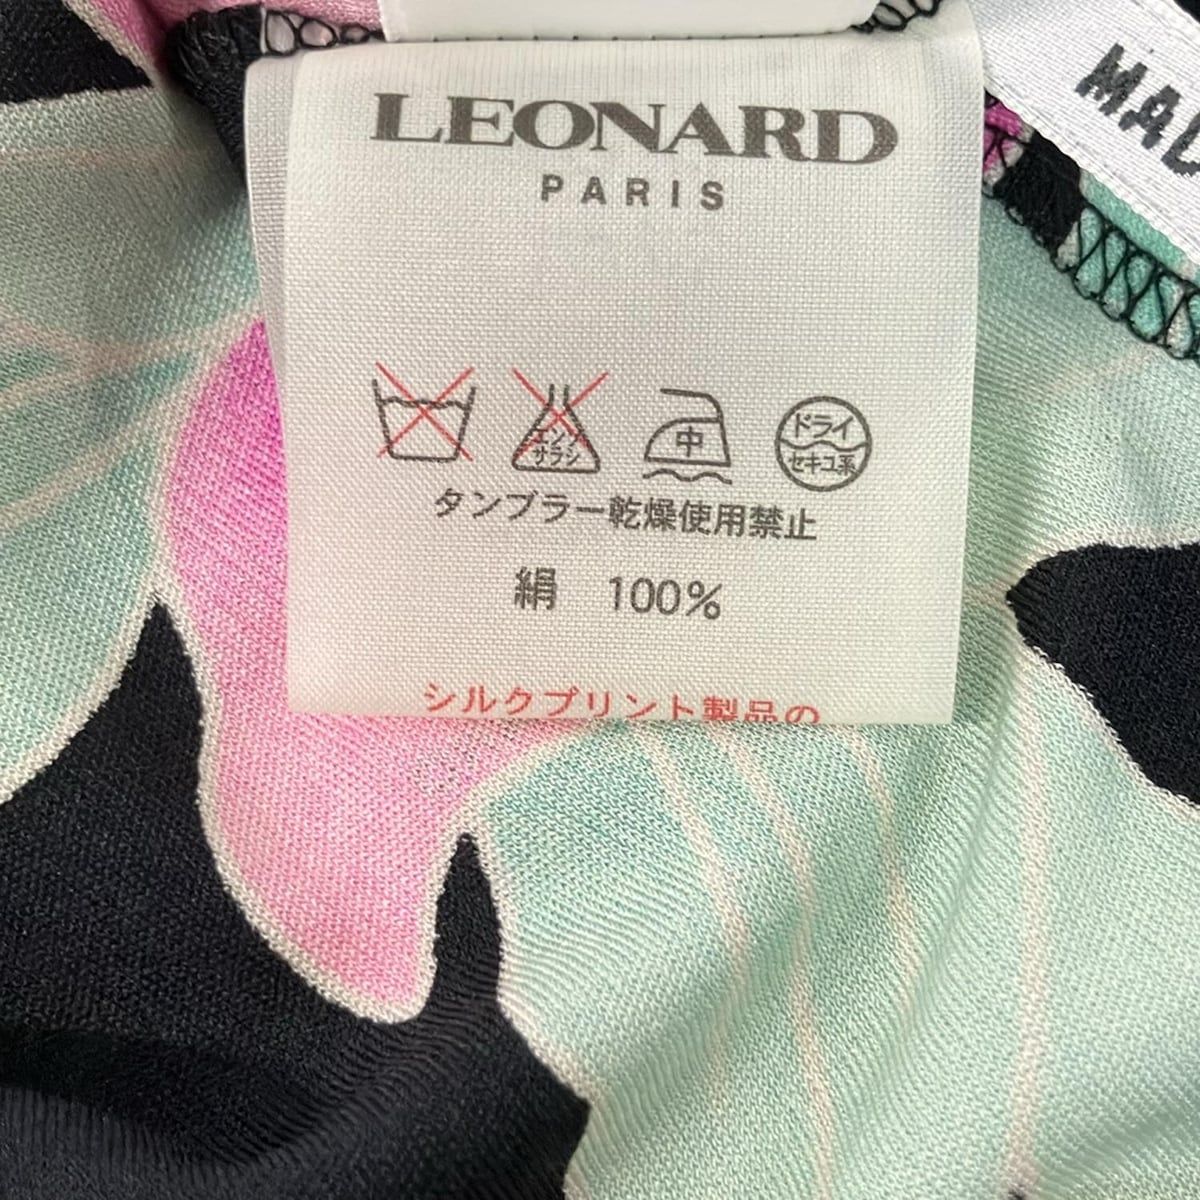 LEONARD
PARIS
MAD
エンソ
サラシ
中
ドライ
セキユ系
タンブラー乾燥使用禁止
絹 100%
シルクプリント製品の